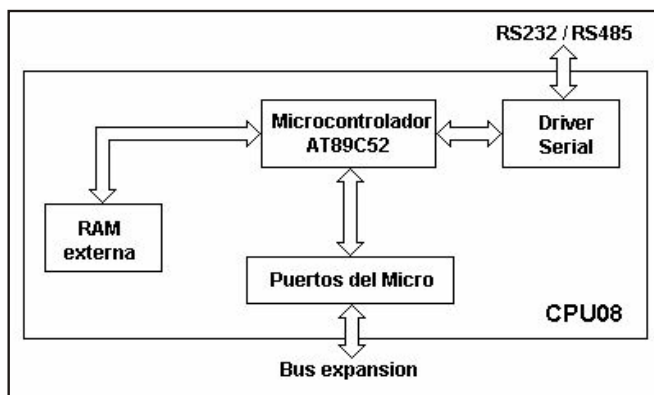 RS232 / RS485
Microcontrolador
AT89C52
Driver
Serial
RAM
externa
Puertos del Micro
CPU08
Bus expansion